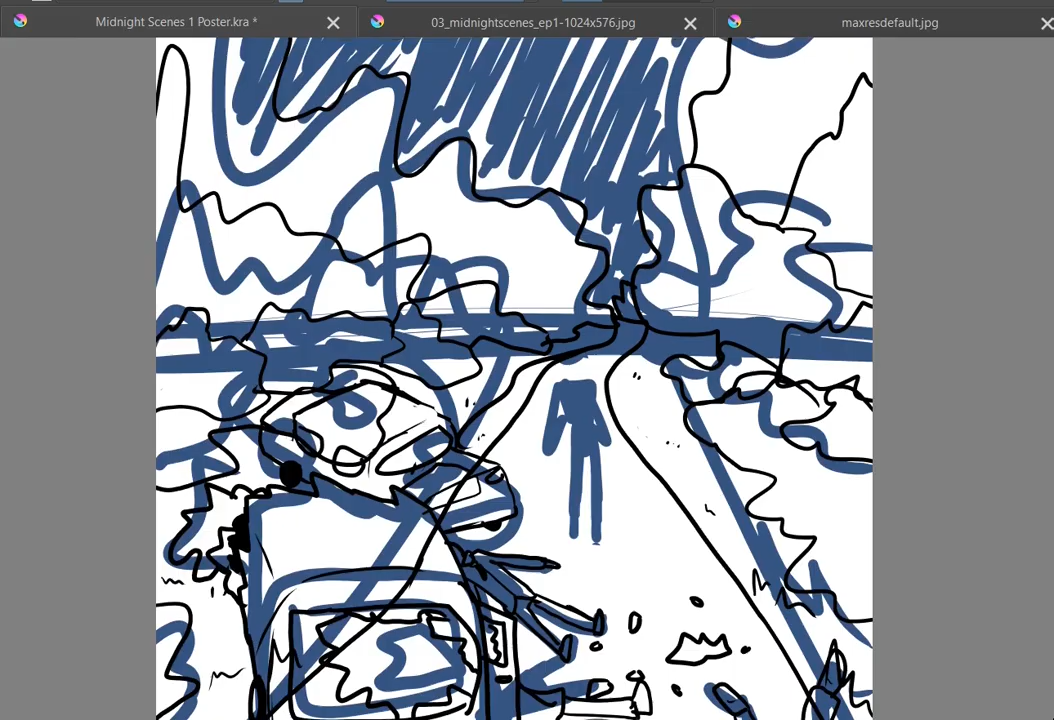 Midnight Scenes 1 Poster.kra *
03_midnightscenes_ep1-1024x576.jpg
maxresdefault.jpg